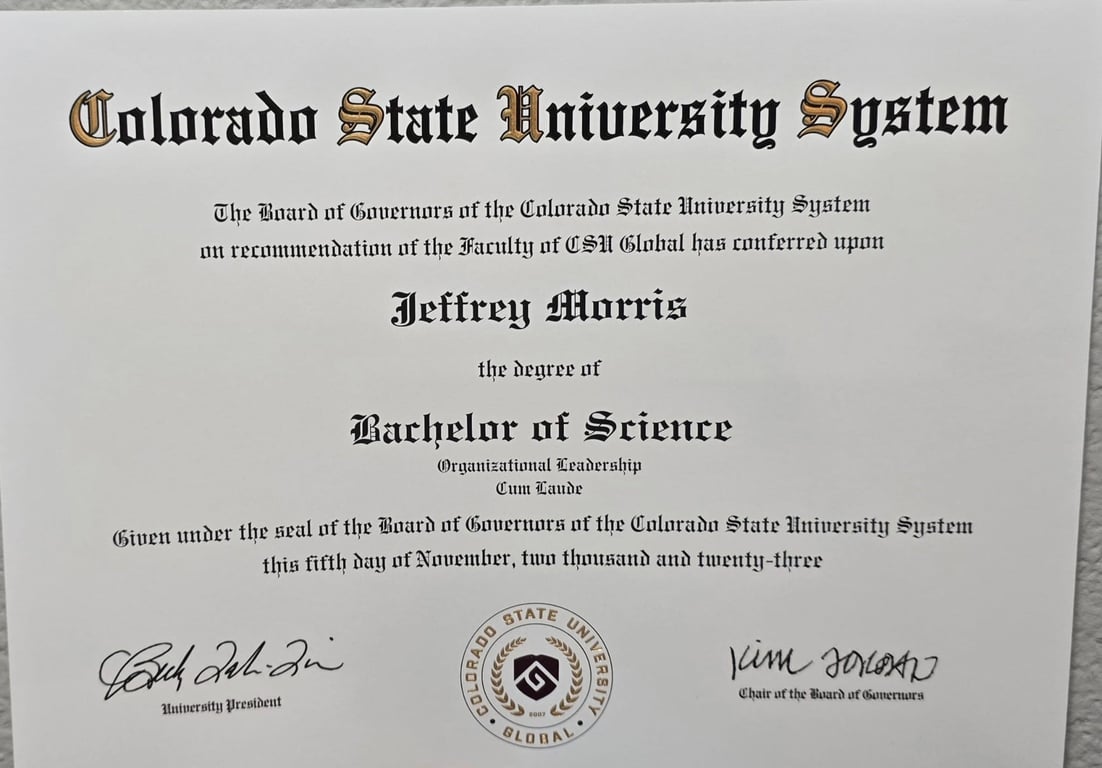 Colorado State University System
The Board of Governors of the Colorado State University System
on recommendation of the Faculty of CSU Global has conferred upon
Jeffrey Morris
the degree of
Bachelor of Science
Organizational Leadership
Cum Laude
Given under the seal of the Board of Governors of the Colorado State University System
this fifth day of November, two thousand and twenty-three
University President
COLORADO STATE UNIVERSITY
2007
GLOBAL
Kim Jordan
Chair of the Board of Governors